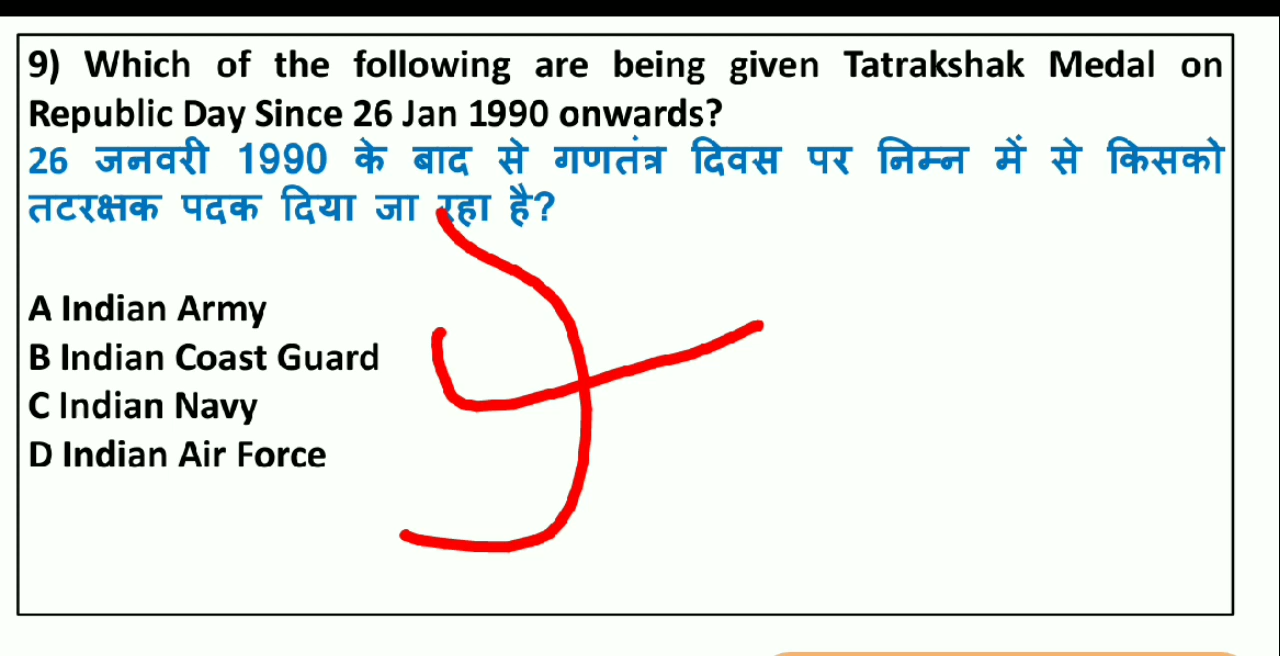 9) Which of the following are being given Tatrakshak Medal on
Republic Day Since 26 Jan 1990 onwards?
26 जनवरी 1990 के बाद से गणतंत्र दिवस पर निम्न में से किसको
तटरक्षक पदक दिया जा रहा है?
A Indian Army
B Indian Coast Guard
C Indian Navy
D Indian Air Force